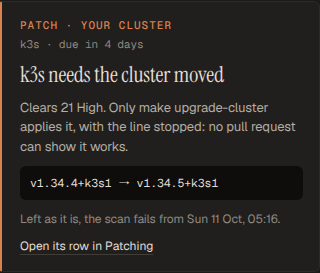 PATCH · YOUR CLUSTER
k3s · due in 4 days
k3s needs the cluster moved
Clears 21 High. Only make upgrade-cluster
applies it, with the line stopped: no pull request
can show it works.
v1.34.4+k3s1 → v1.34.5+k3s1
Left as it is, the scan fails from Sun 11 Oct, 05:16.
Open its row in Patching